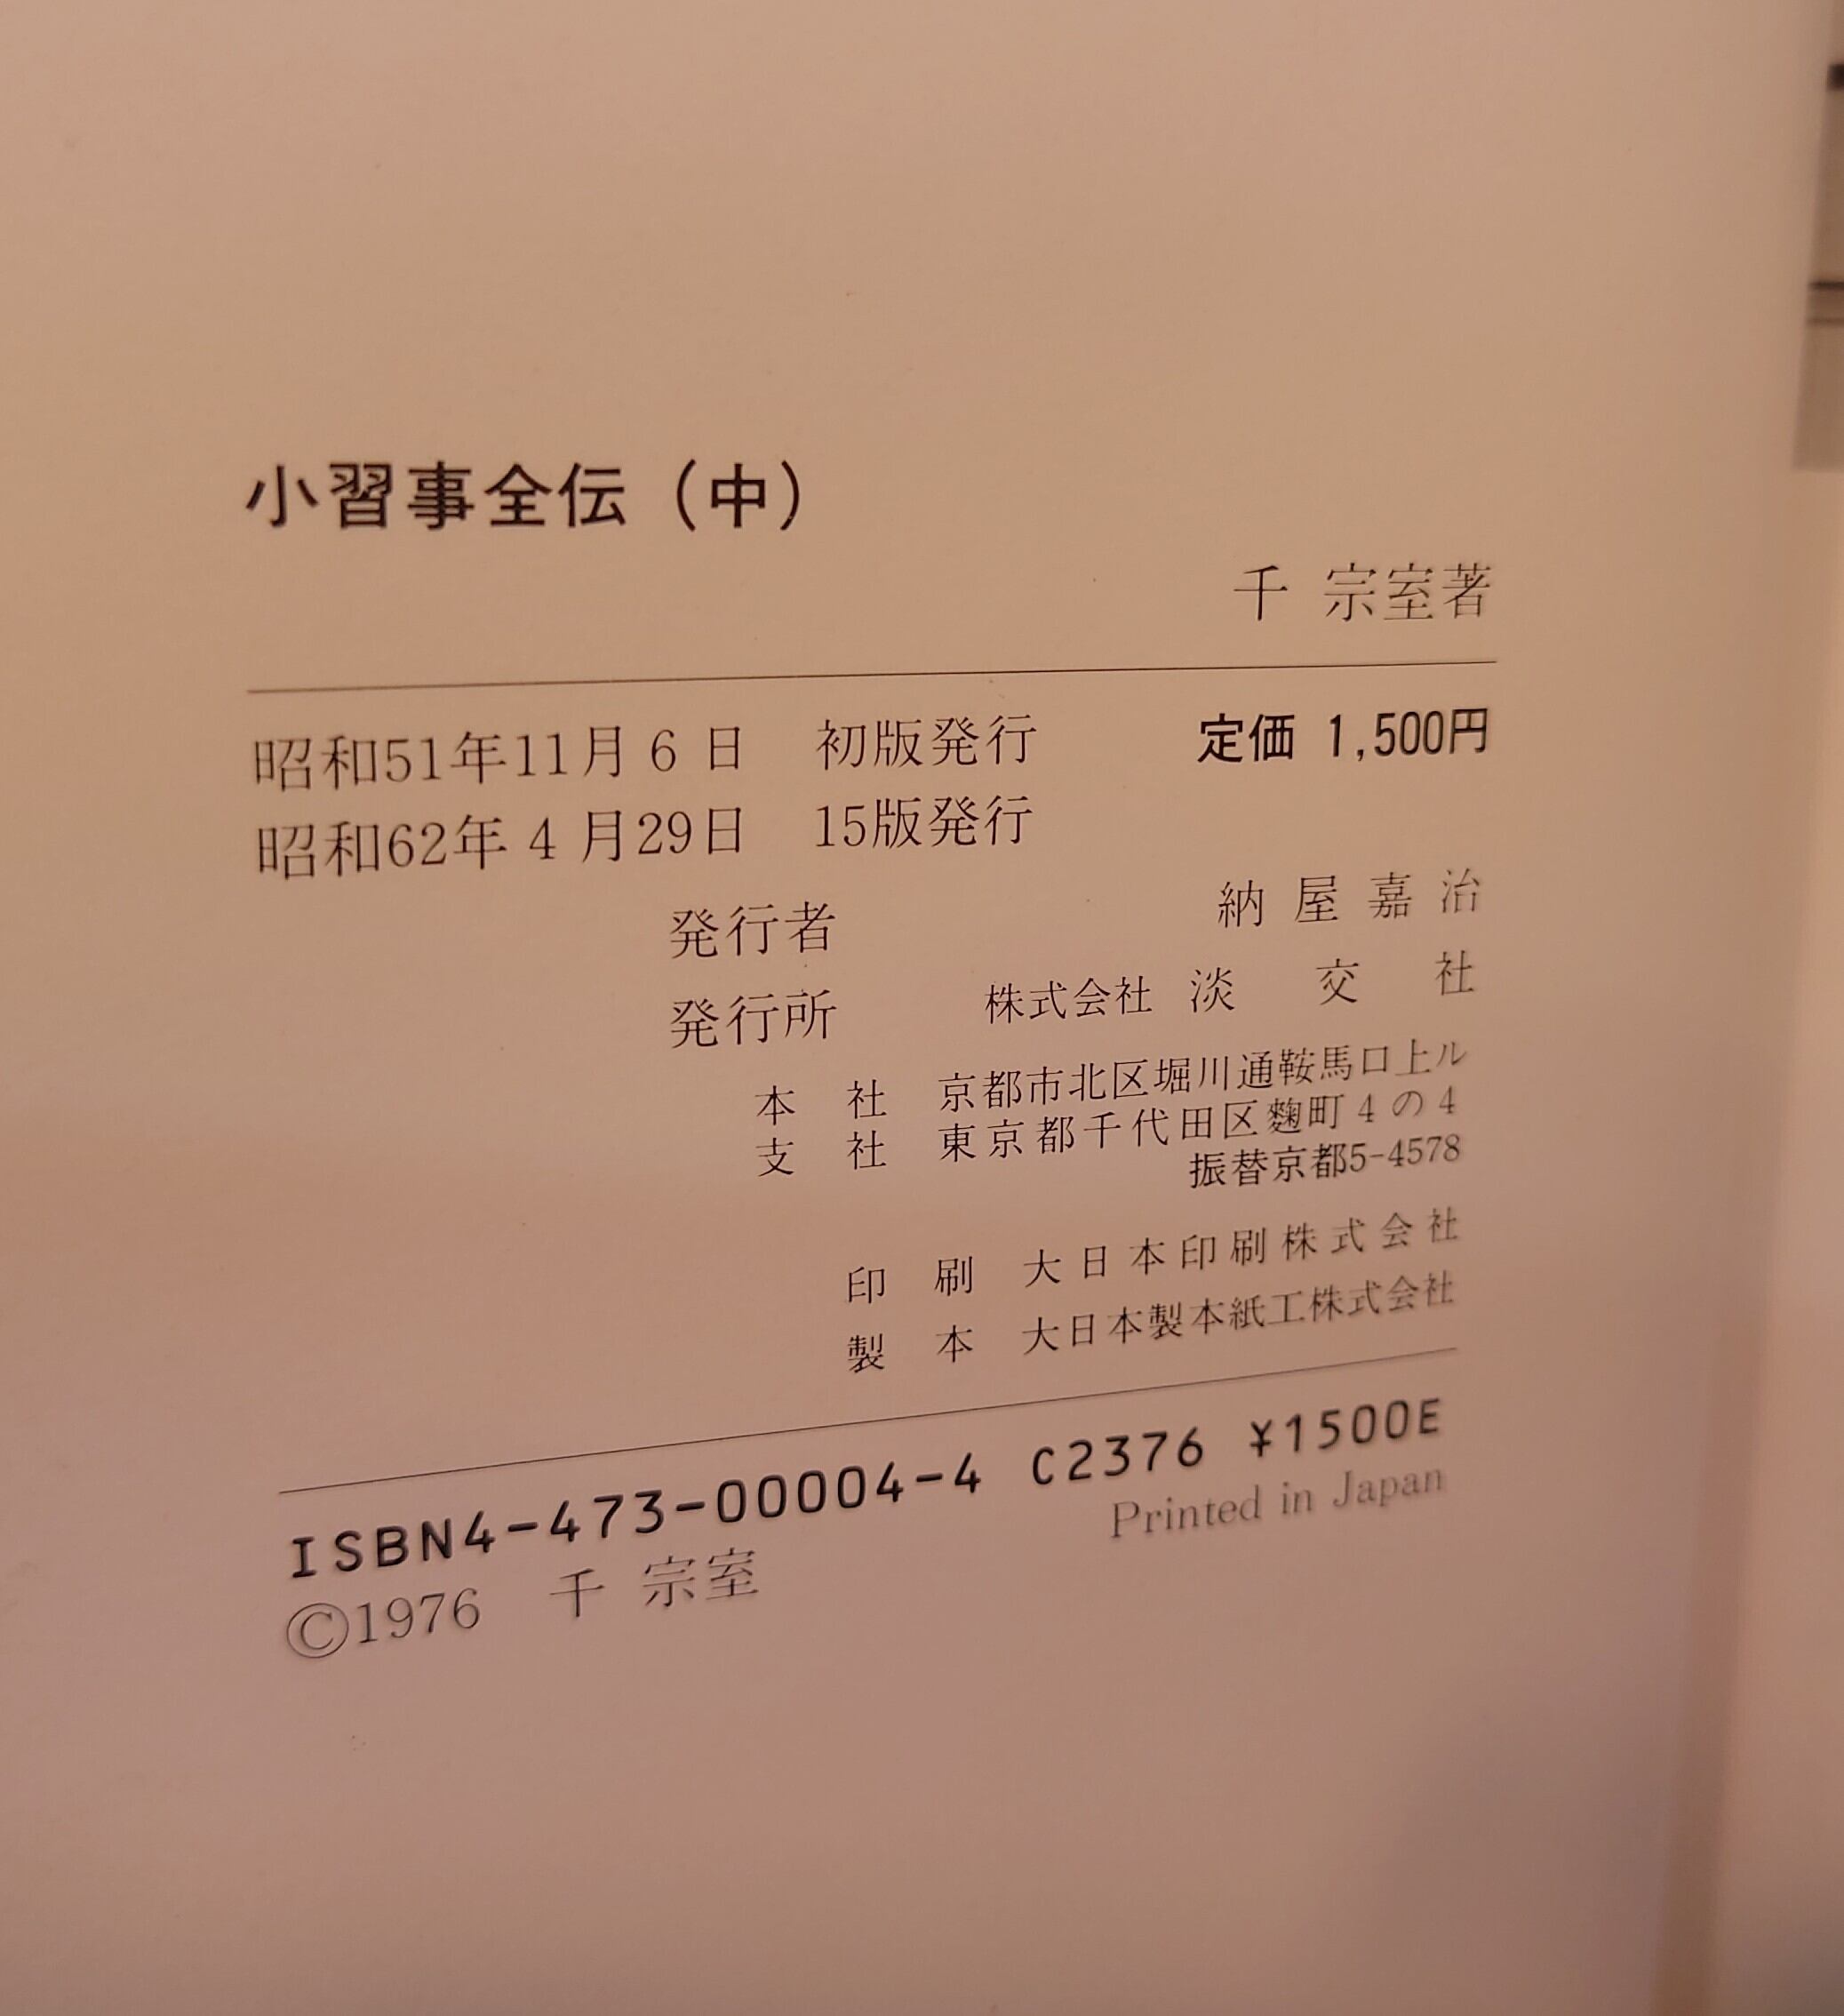 小習事全伝（中）
千 宗室著
昭和51年11月6日 初版発行 定価 1,500円
昭和62年4月29日 15版発行
発行者 納屋嘉治
発行所 株式会社 淡交社
本社 京都市北区堀川通鞍馬口上ル
支社 東京都千代田区麴町4の4
振替京都5-4578
印刷 大日本印刷株式会社
製本 大日本製本紙工株式会社
ISBN4-473-00004-4 C2376 ¥1500E
Printed in Japan
©1976 千 宗室